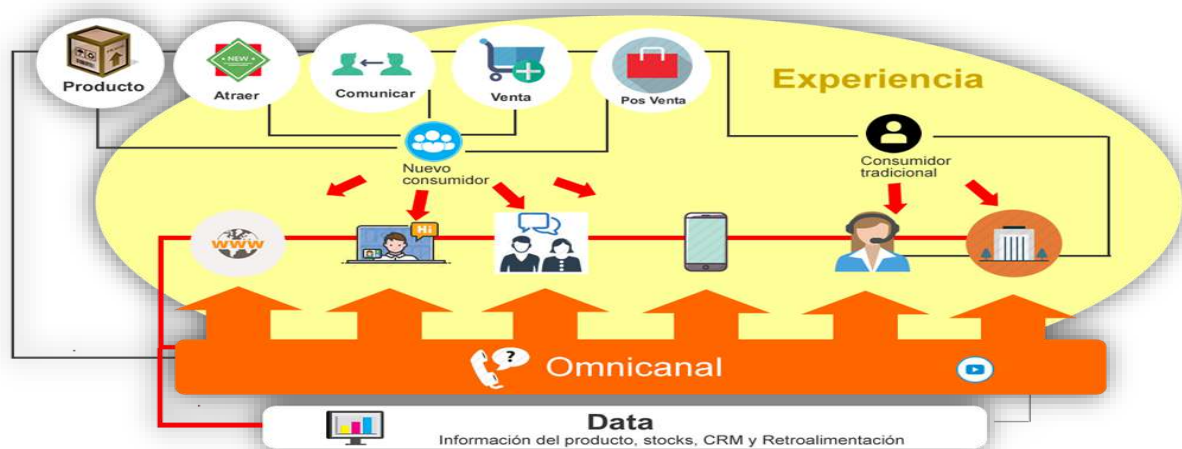 Producto
NEW
Atraer
Comunicar
Venta
Pos Venta
Experiencia
Nuevo
consumidor
Consumidor
tradicional
www
Hi
?
Omnicanal
Data
Información del producto, stocks, CRM y Retroalimentación